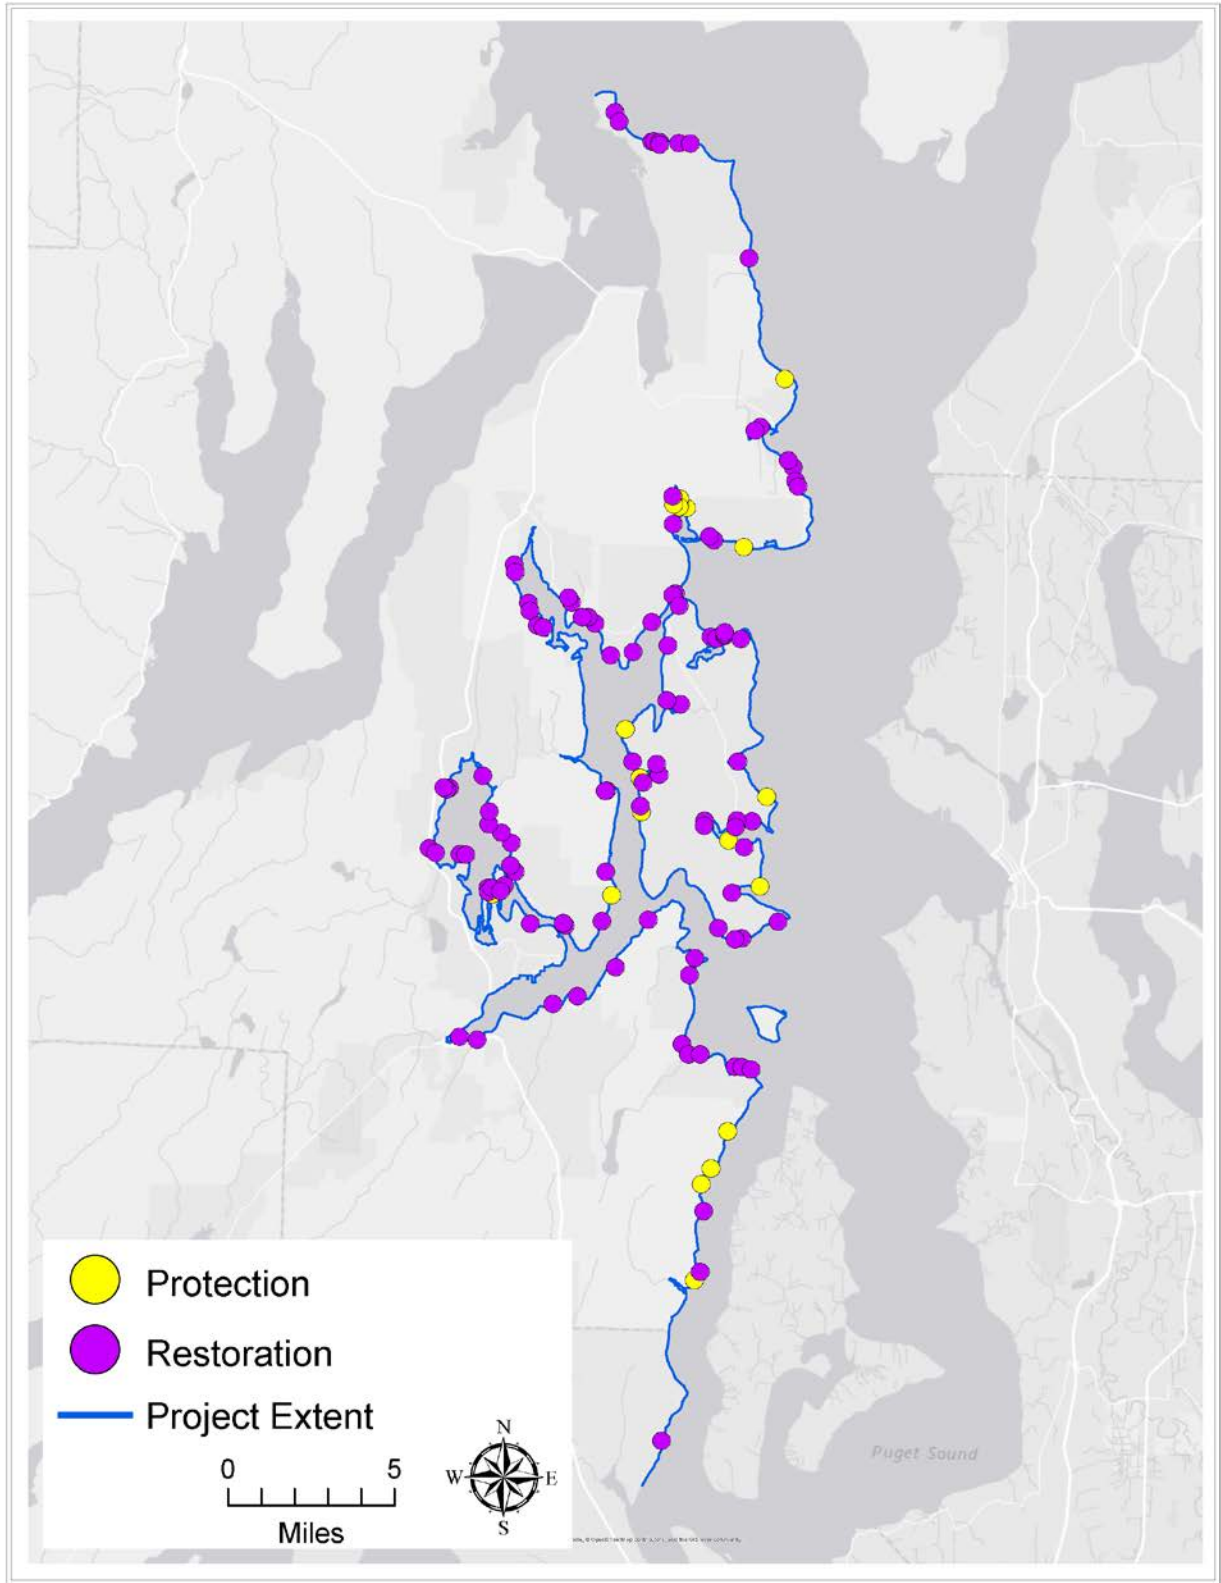 Protection
Restoration
Project Extent
0 5
Miles
N
W E
S
Puget Sound